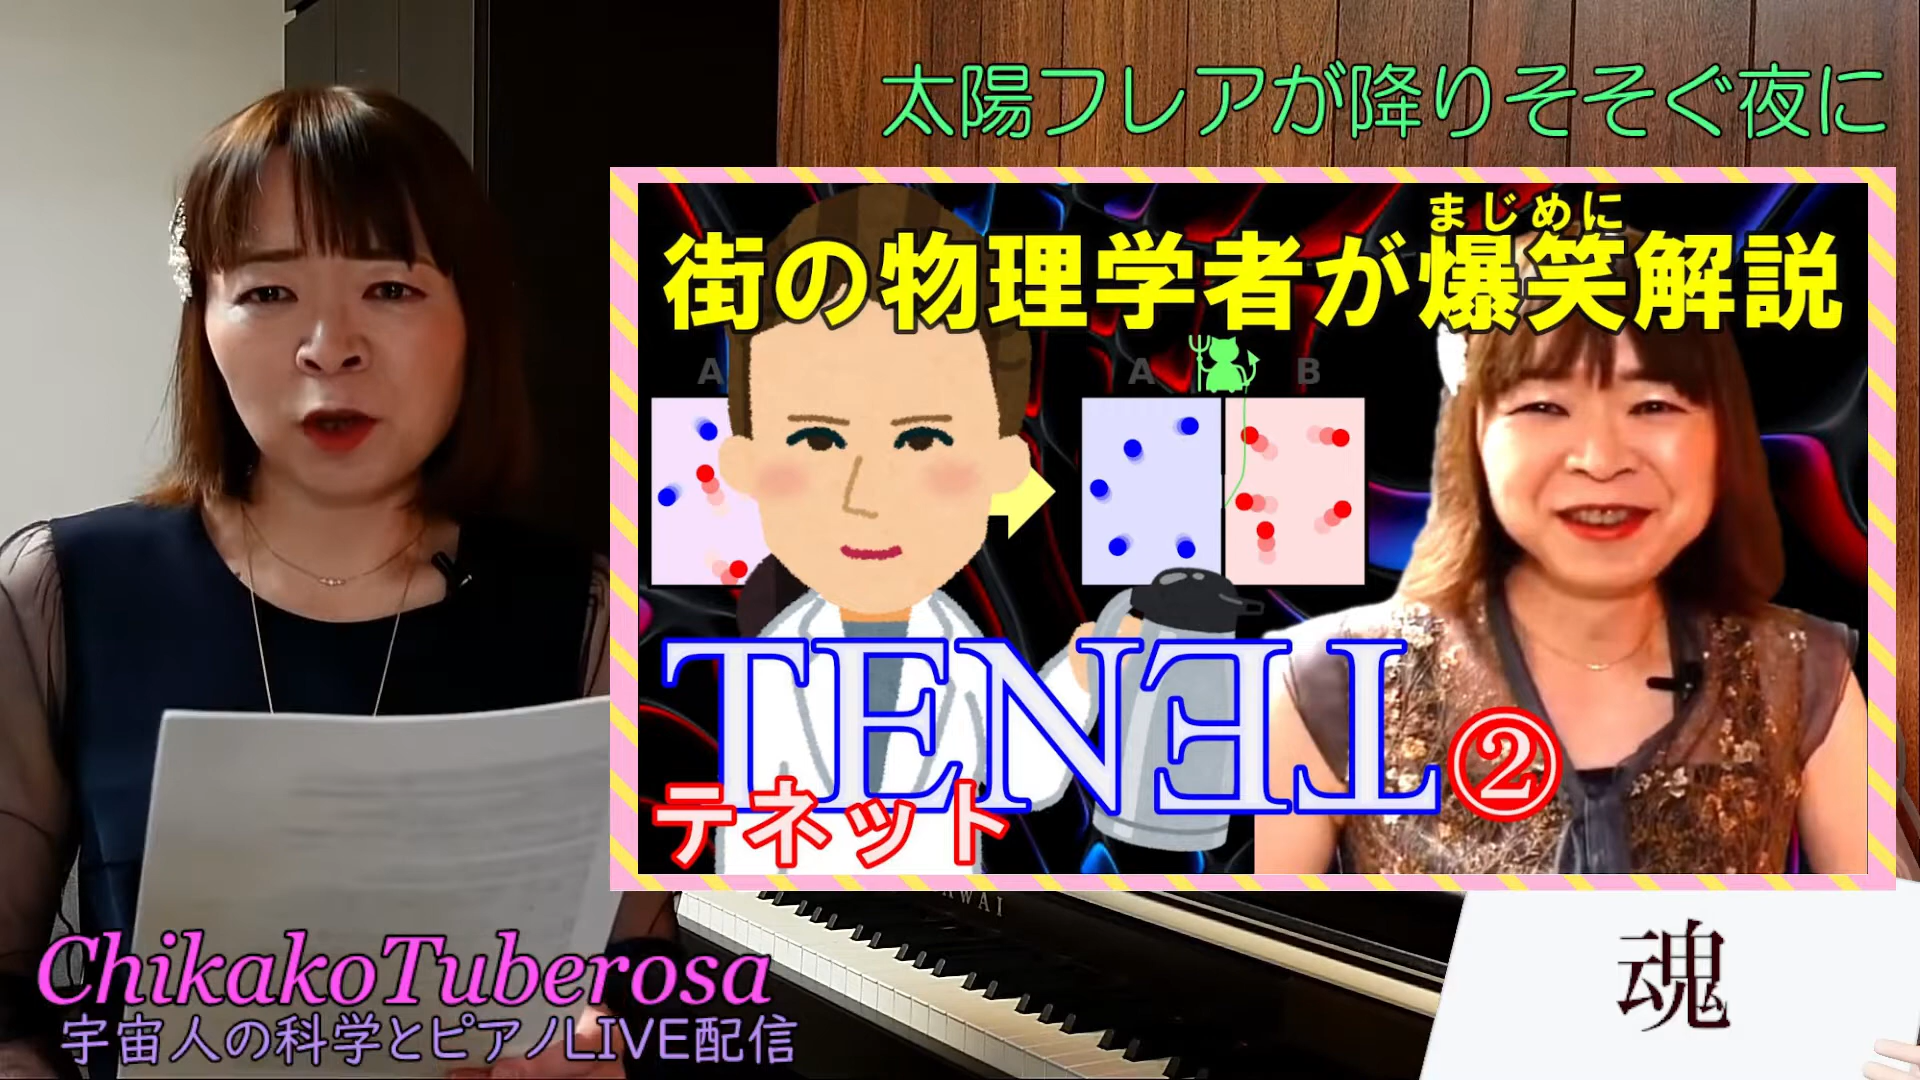 太陽フレアが降りそそぐ夜に
まじめに
街の物理学者が爆笑解説
A
A
B
TENET
②
テネット
ChikakoTuberosa
宇宙人の科学とピアノLIVE配信
魂